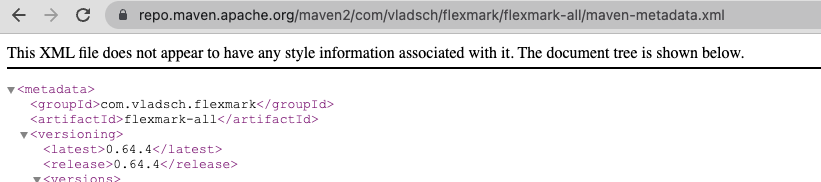 repo.maven.apache.org/maven2/com/vladsch/flexmark/flexmark-all/maven-metadata.xml
This XML file does not appear to have any style information associated with it. The document tree is shown below.
▼<metadata>
<groupId>com.vladsch.flexmark</groupId>
<artifactId>flexmark-all</artifactId>
▼<versioning>
<latest>0.64.4</latest>
<release>0.64.4</release>
▼<versions>